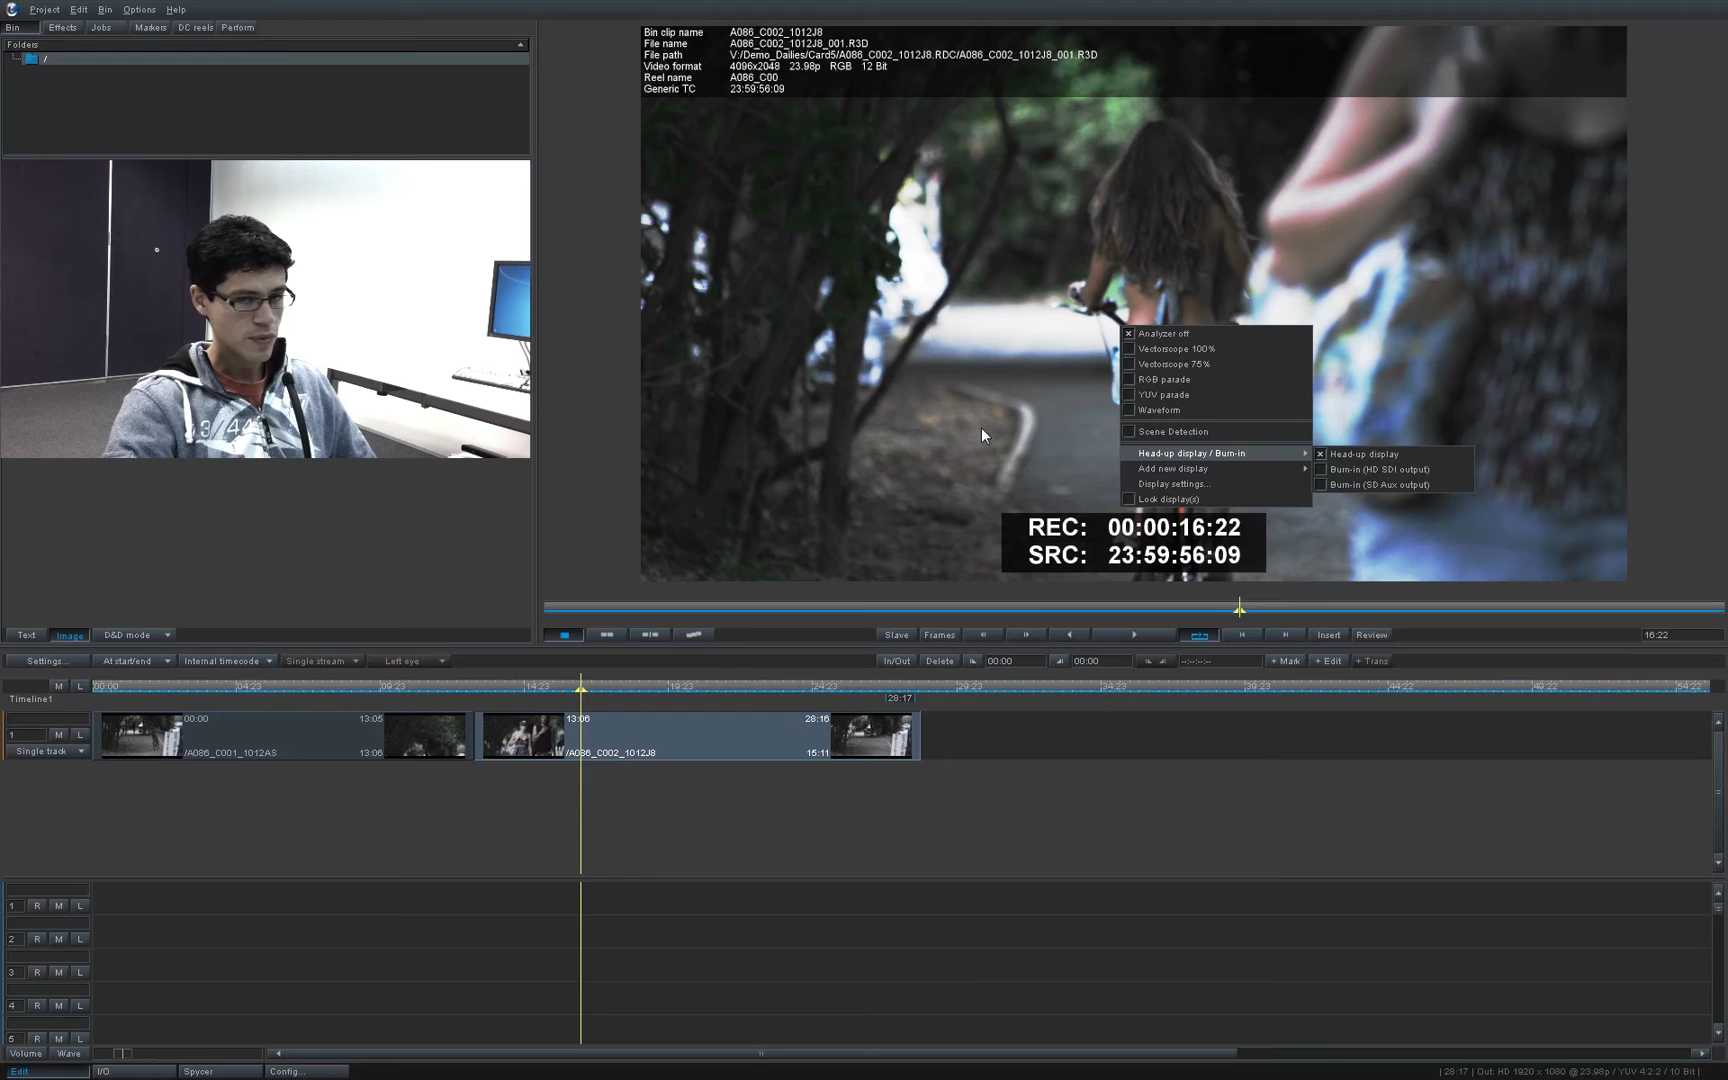 Project Edit Bin Options Help
Bin Effects Jobs Markers DC reels Perform
Folders
/
Bin clip name A086_C002_1012J8
File name A086_C002_1012J8_001.R3D
File path V:/Demo_Dailies/Card5/A086_C002_1012J8.RDC/A086_C002_1012J8_001.R3D
Video format 4096x2048 23.98p RGB 12 Bit
Reel name A086_C00
Generic TC 23:59:56:09
Analyzer off
Vectorscope 100%
Vectorscope 75%
RGB parade
YUV parade
Waveform
Scene Detection
Head-up display / Burn-in
Add new display
Display settings...
Lock display(s)
Head-up display
Burn-in (HD SDI output)
Burn-in (SD Aux output)
REC: 00:00:16:22
SRC: 23:59:56:09
Text Image D&D mode
Slave Frames Insert Review 16:22
Settings... At start/end Internal timecode Single stream Left eye
In/Out Delete 00:00 00:00 --:--:--:-- + Mark + Edit + Trans
M L 00:00 04:23 09:23 14:23 19:23 24:23 29:23 34:23 39:23 44:22 49:22 54:22
Timeline1 28:17
00:00 13:05 13:06 28:16
1 M L
Single track /A086_C001_1012AS 13:06 /A086_C002_1012J8 15:11
1 R M L
2 R M L
3 R M L
4 R M L
5 R M L
Volume Wave
Edit I/O Spycer Config...
| 28:17 | Out: HD 1920 x 1080 @ 23.98p / YUV 4:2:2 / 10 Bit |